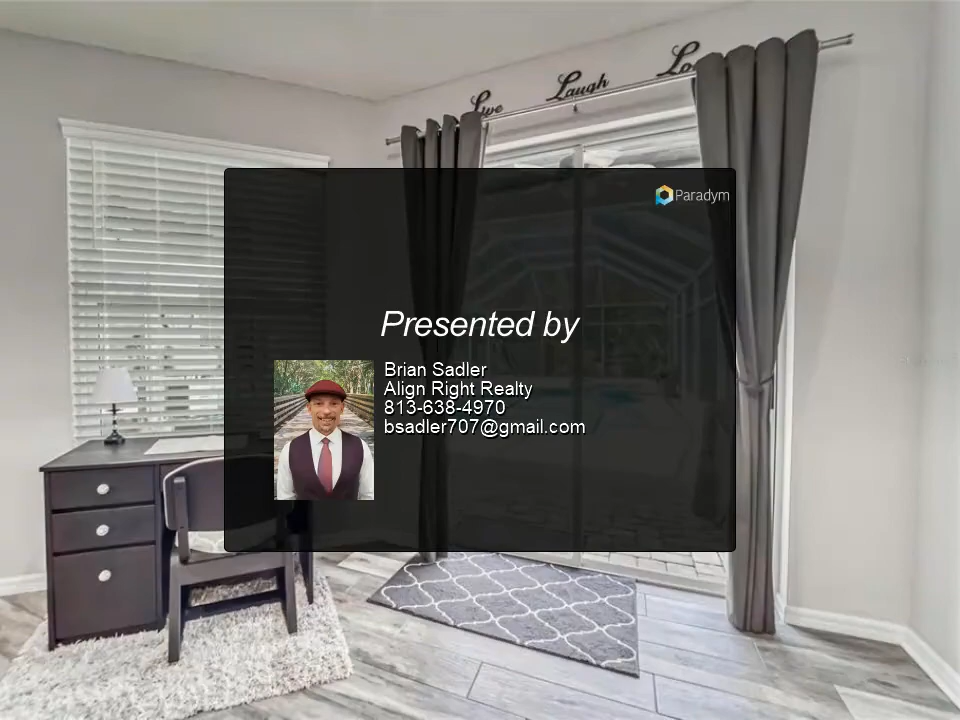 Live Laugh Lo
Paradym
Presented by
Brian Sadler
Align Right Realty
813-638-4970
bsadler707@gmail.com